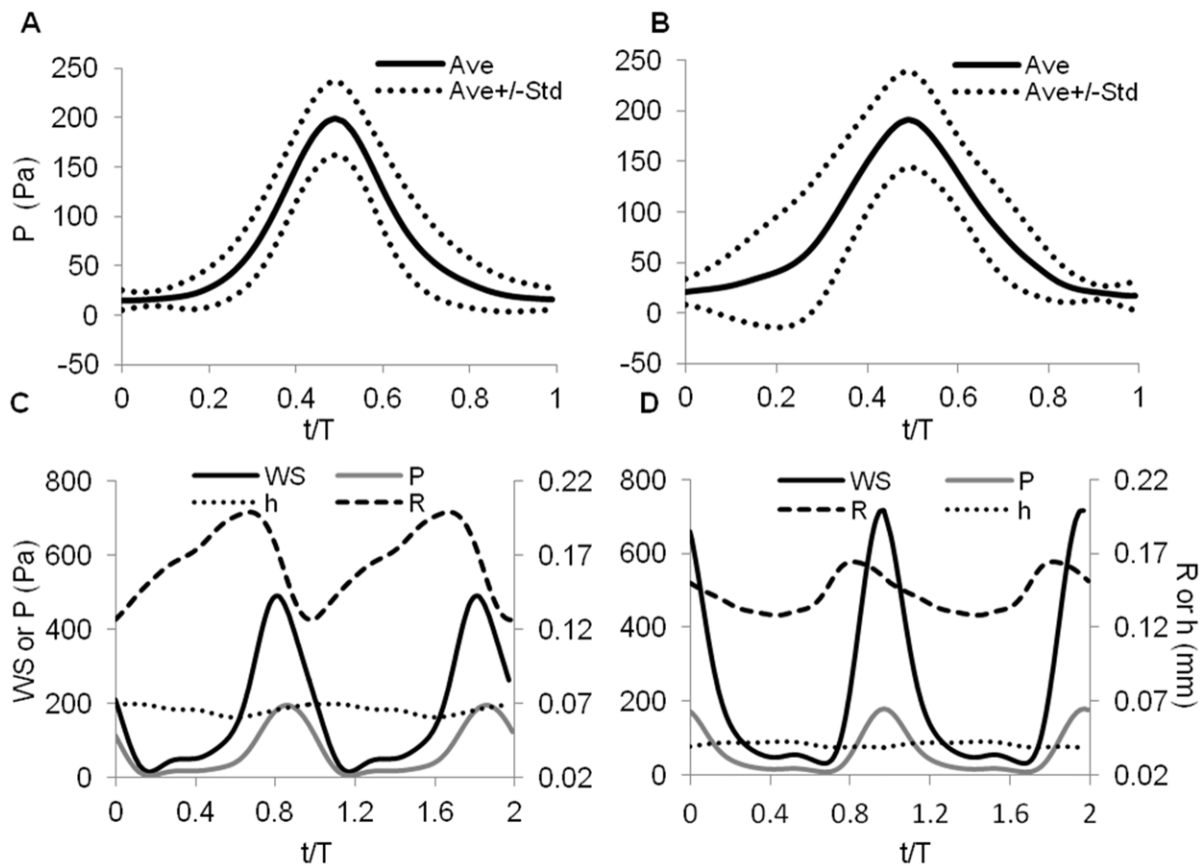 A
Ave
Ave+/-Std
P (Pa)
250
200
150
100
50
0
-50
0 0.2 0.4 0.6 0.8 1
t/T
B
Ave
Ave+/-Std
250
200
150
100
50
0
-50
0 0.2 0.4 0.6 0.8 1
t/T
C
WS P
h R
WS or P (Pa)
800
600
400
200
0
0.22
0.17
0.12
0.07
0.02
0 0.4 0.8 1.2 1.6 2
t/T
D
WS P
R h
800
600
400
200
0
0.22
0.17
0.12
0.07
0.02
R or h (mm)
0 0.4 0.8 1.2 1.6 2
t/T